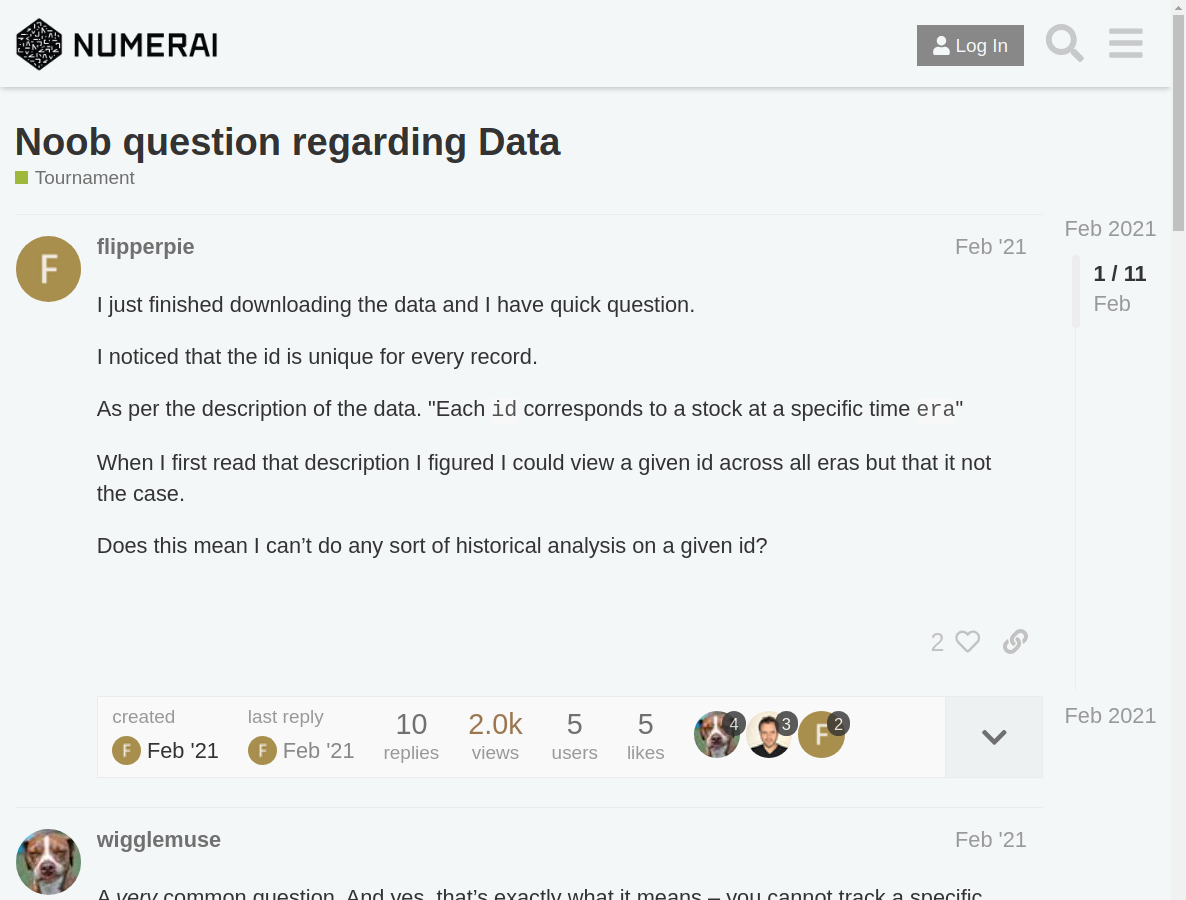 NUMERAI
Log In
Noob question regarding Data
Tournament
F
flipperpie
Feb '21
I just finished downloading the data and I have quick question.
I noticed that the id is unique for every record.
As per the description of the data. "Each id corresponds to a stock at a specific time era"
When I first read that description I figured I could view a given id across all eras but that it not
the case.
Does this mean I can’t do any sort of historical analysis on a given id?
2
Feb 2021
1 / 11
Feb
Feb 2021
created
F Feb '21
last reply
F Feb '21
10
replies
2.0k
views
5
users
5
likes
4
3
F 2
wigglemuse
Feb '21
A very common question. And yes, that’s exactly what it means – you cannot track a specific